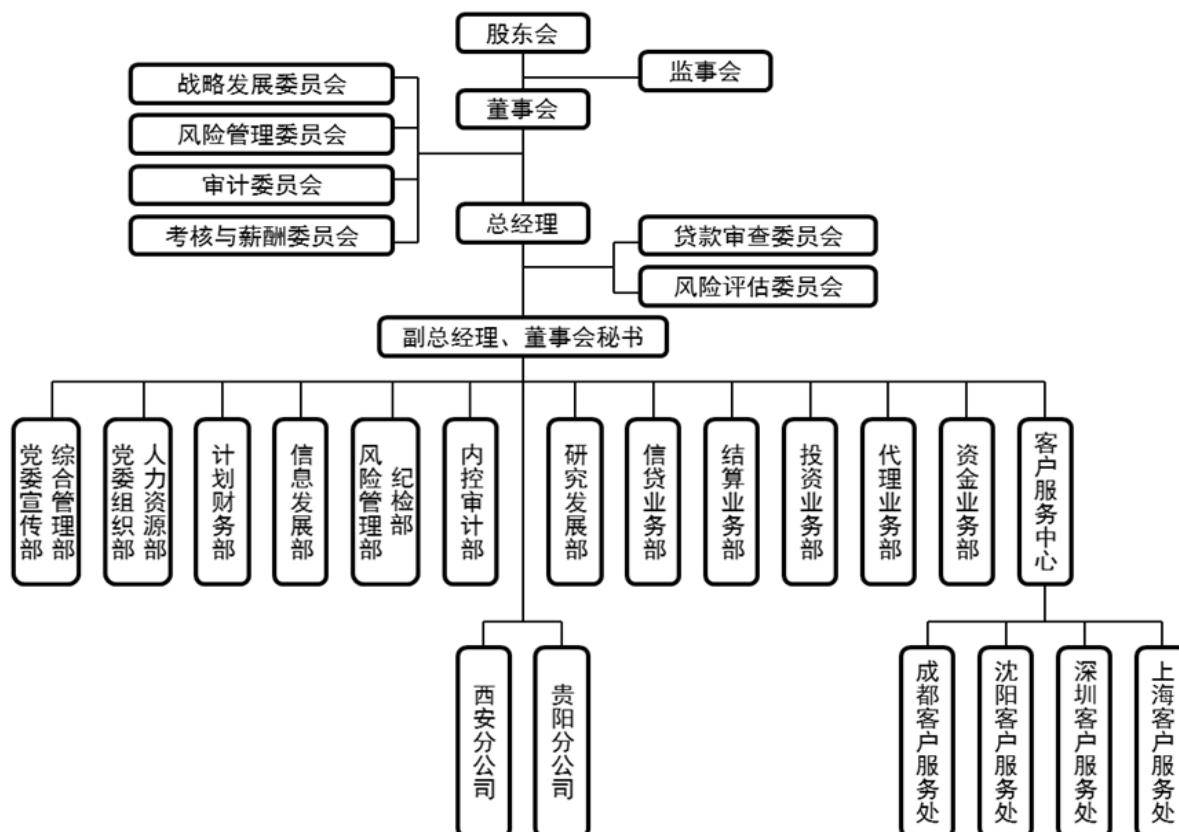 股东会
监事会
战略发展委员会
董事会
风险管理委员会
审计委员会
总经理
考核与薪酬委员会
贷款审查委员会
风险评估委员会
副总经理、董事会秘书
综合管理部
党委宣传部
人力资源部
党委组织部
计划财务部
信息发展部
纪检部
风险管理部
内控审计部
研究发展部
信贷业务部
结算业务部
投资业务部
代理业务部
资金业务部
客户服务中心
西安分公司
贵阳分公司
成都客户服务处
沈阳客户服务处
深圳客户服务处
上海客户服务处